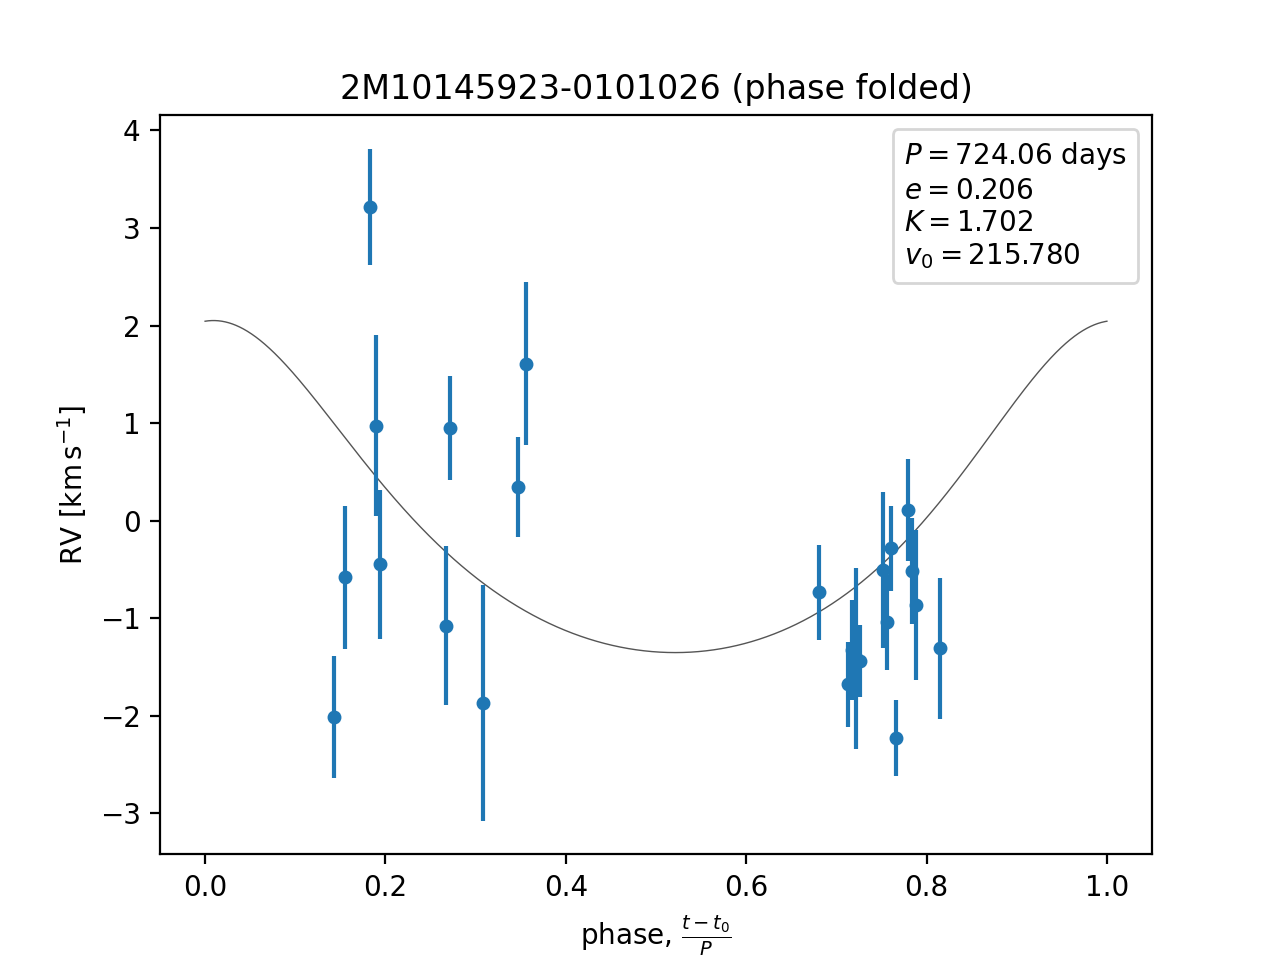 2M10145923-0101026 (phase folded)
P = 724.06 days
e = 0.206
K = 1.702
v₀ = 215.780
4
3
2
1
0
−1
−2
−3
RV [km s⁻¹]
0.0 0.2 0.4 0.6 0.8 1.0
phase, (t − t₀)/P